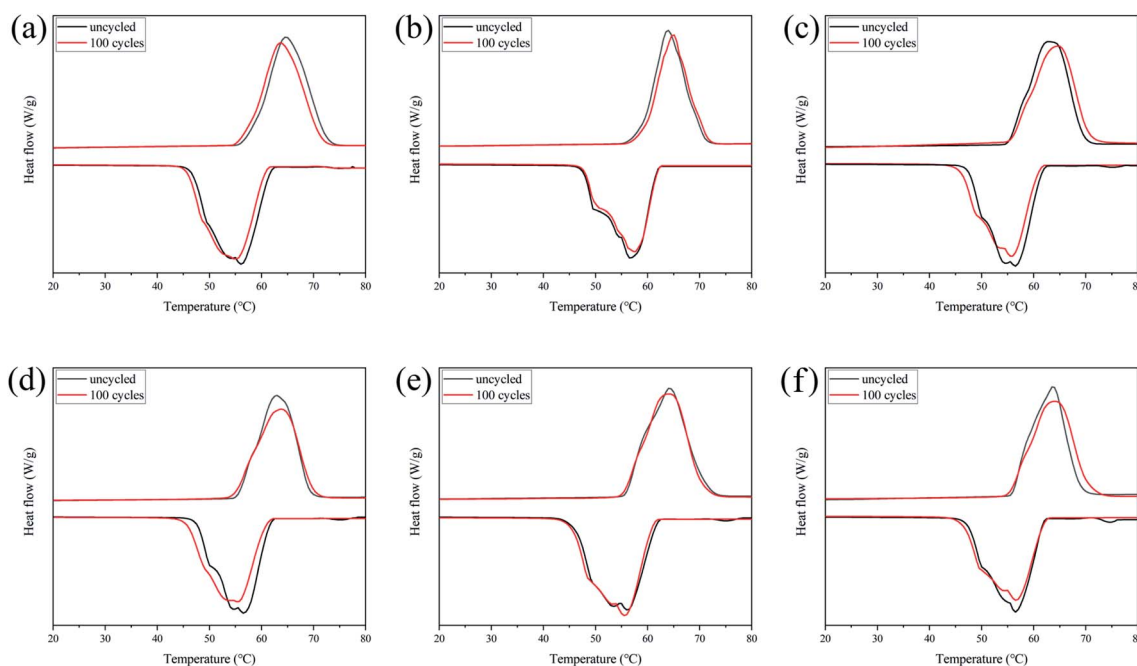 (a)
uncycled
100 cycles
Heat flow (W/g)
20 30 40 50 60 70 80
Temperature (°C)
(b)
uncycled
100 cycles
Heat flow (W/g)
20 30 40 50 60 70 80
Temperature (°C)
(c)
uncycled
100 cycles
Heat flow (W/g)
20 30 40 50 60 70 80
Temperature (°C)
(d)
uncycled
100 cycles
Heat flow (W/g)
20 30 40 50 60 70 80
Temperature (°C)
(e)
uncycled
100 cycles
Heat flow (W/g)
20 30 40 50 60 70 80
Temperature (°C)
(f)
uncycled
100 cycles
Heat flow (W/g)
20 30 40 50 60 70 80
Temperature (°C)